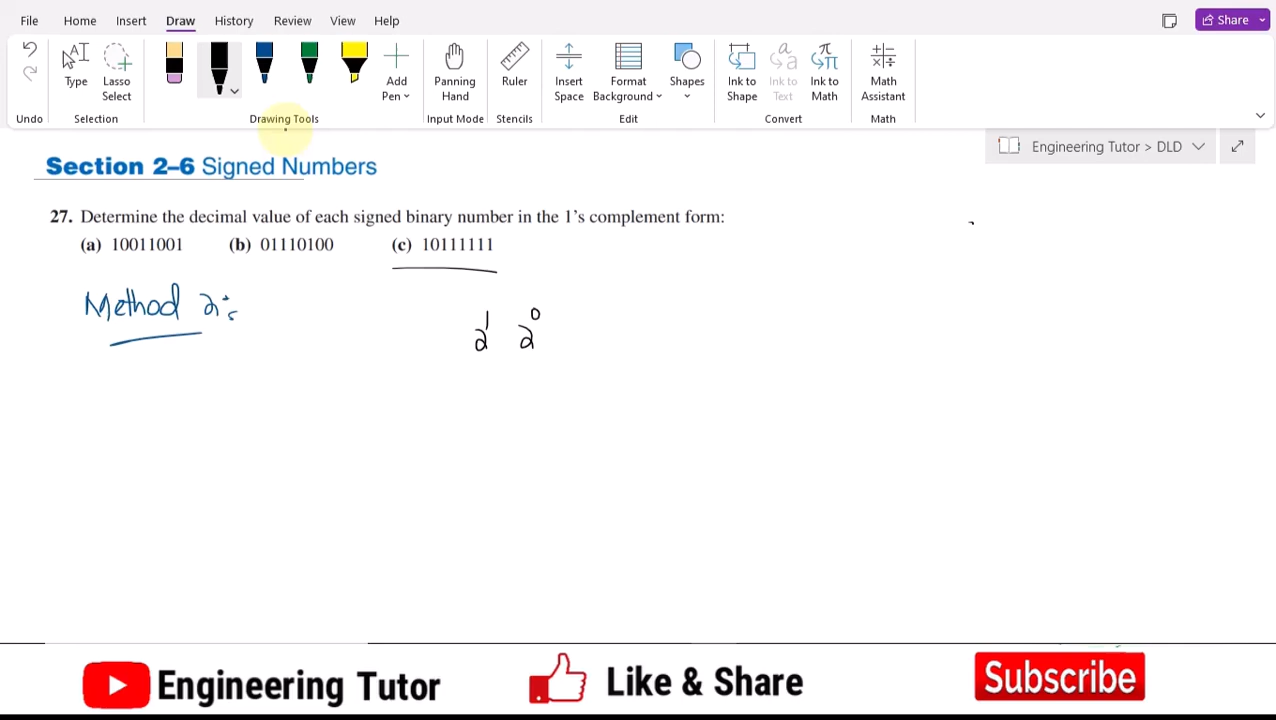 File Home Insert Draw History Review View Help Share
Type Lasso Select Add Pen Panning Hand Ruler Insert Space Format Background Shapes Ink to Shape Ink to Text Ink to Math Math Assistant
Undo Selection Drawing Tools Input Mode Stencils Edit Convert Math
Engineering Tutor > DLD
Section 2–6 Signed Numbers
27. Determine the decimal value of each signed binary number in the 1's complement form:
(a) 10011001 (b) 01110100 (c) 10111111
Method 2:
2¹ 2⁰
Engineering Tutor Like & Share Subscribe